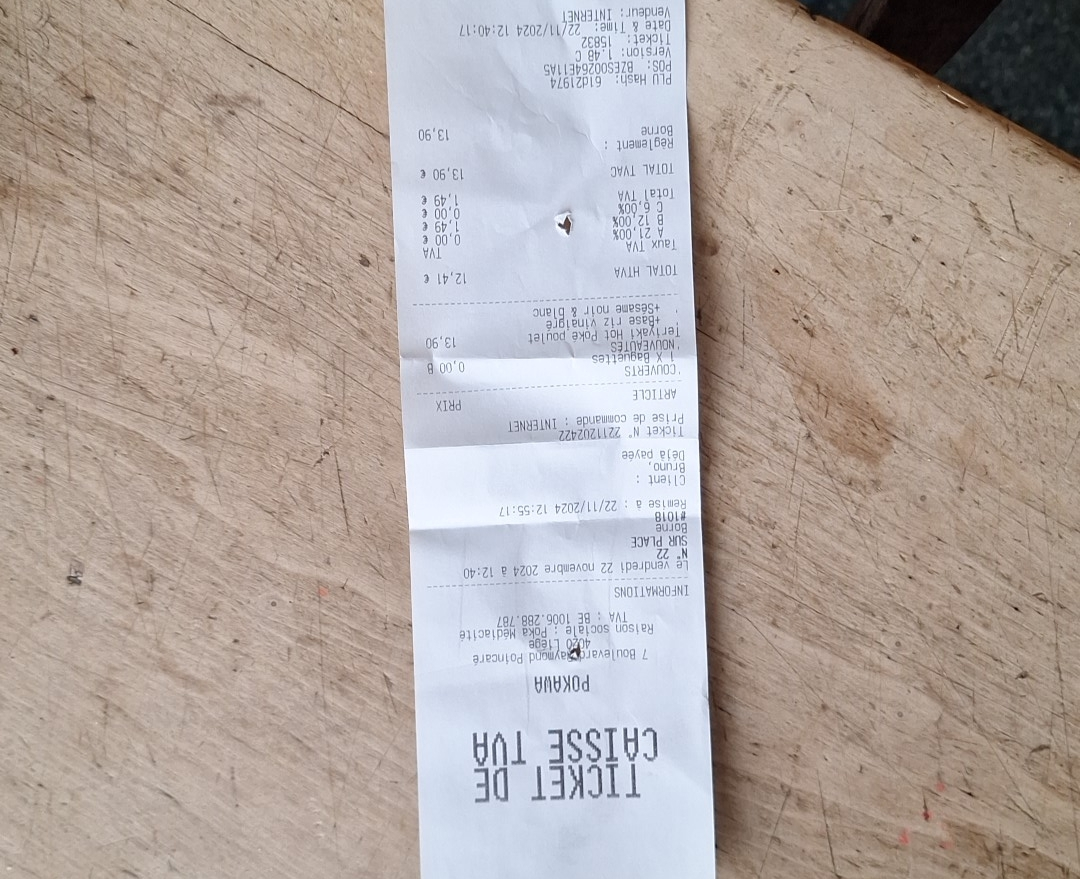 TICKET DE
CAISSE TVA
POKAWA
7 Boulevard Raymond Poincaré
4020 Liège
Raison sociale : Poka Médiacité
TVA : BE 1006.288.787
INFORMATIONS
Le vendredi 22 novembre 2024 à 12:40
N° 22
SUR PLACE
Borne
#1018
Remise à : 22/11/2024 12:55:17
Client :
Bruno,
Déjà payée
Ticket N° 2211202422
Prise de commande : INTERNET
ARTICLE PRIX
'COUVERTS
1 X Baguettes 0,00 B
'NOUVEAUTES
Teriyaki Hot Poké poulet 13,90
+Base riz vinaigré
+Sésame noir & blanc
TOTAL HTVA 12,41 €
Taux TVA TVA
A 21,00% 0,00 €
B 12,00% 1,49 €
C 6,00% 0,00 €
Total TVA 1,49 €
TOTAL TVAC 13,90 €
Règlement :
Borne 13,90
PLU Hash: 61d21974
POS: BZES00264E11A5
Version: 1.48 C
Ticket: 15832
Date & Time: 22/11/2024 12:40:17
Vendeur: INTERNET